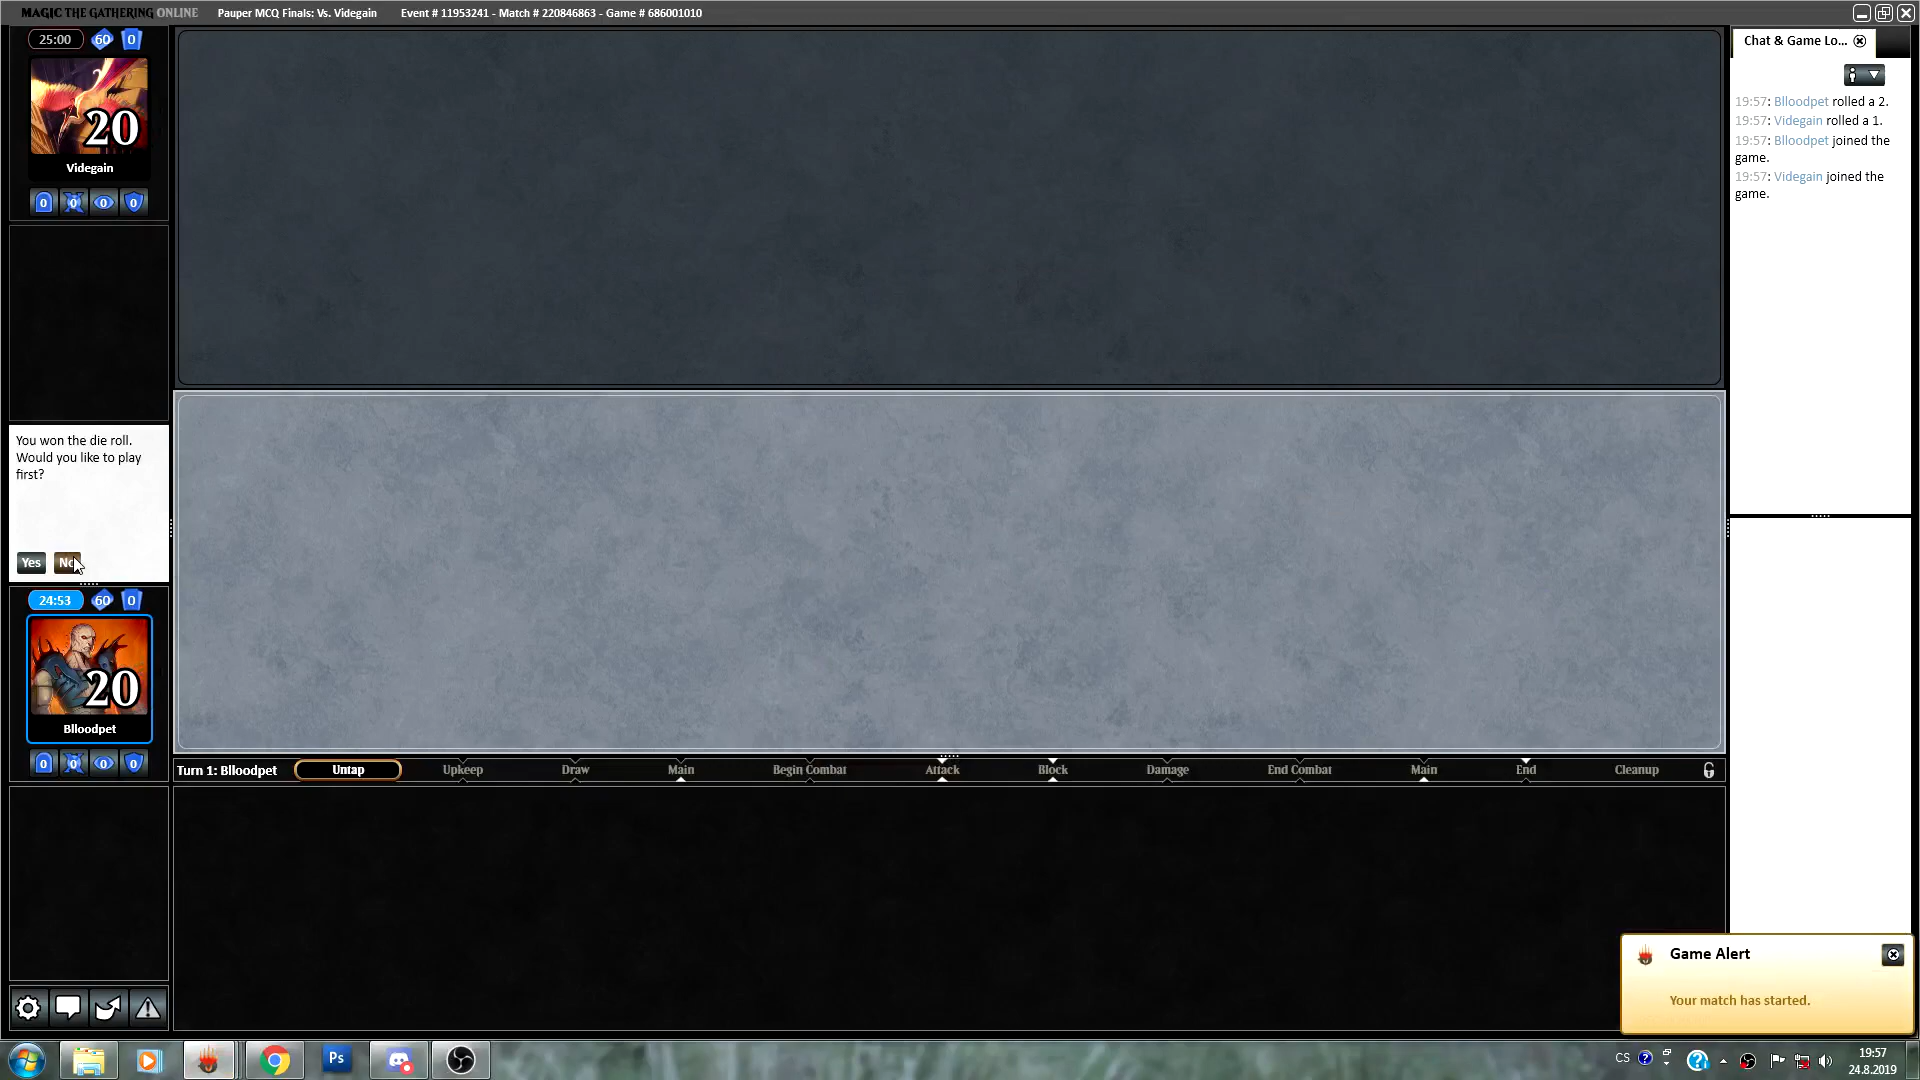 MAGIC THE GATHERING ONLINE Pauper MCQ Finals: Vs. Videgain Event # 11953241 - Match # 220846863 - Game # 686001010
25:00 60 0
20
Videgain
0 0 0 0
You won the die roll.
Would you like to play
first?
Yes No
24:53 60 0
20
Blloodpet
0 0 0 0
Turn 1: Blloodpet Untap Upkeep Draw Main Begin Combat Attack Block Damage End Combat Main End Cleanup
Chat & Game Lo...
19:57: Blloodpet rolled a 2.
19:57: Videgain rolled a 1.
19:57: Blloodpet joined the
game.
19:57: Videgain joined the
game.
Game Alert
Your match has started.
Ps
CS
19:57
24.8.2019